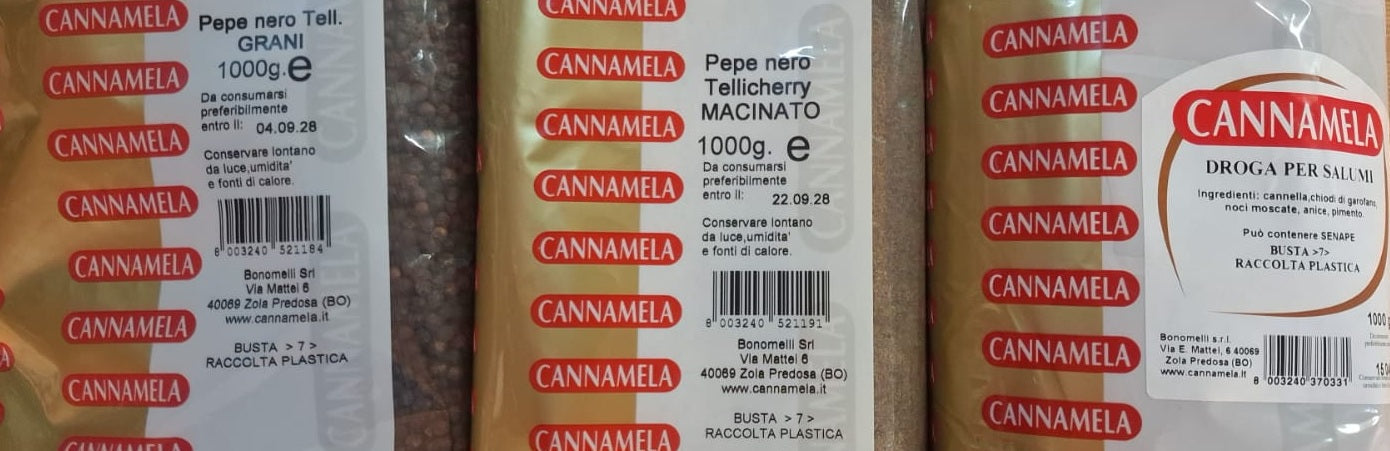 CANNAMELA
CANNAMELA
CANNAMELA
CANNAMELA
CANNAMELA
CANNAMELA
CANNAMELA
CANNAMELA
Pepe nero Tell.
GRANI
1000g.e
Da consumarsi
preferibilmente
entro il: 04.09.28
Conservare lontano
da luce,umidita'
e fonti di calore.
8 003240 521184
Bonomelli Srl
Via Mattei 6
40069 Zola Predosa (BO)
www.cannamela.it
BUSTA > 7 >
RACCOLTA PLASTICA
CANNAMELA
CANNAMELA
CANNAMELA
CANNAMELA
CANNAMELA
CANNAMELA
CANNAMELA
CANNAMELA
Pepe nero
Tellicherry
MACINATO
1000g. e
Da consumarsi
preferibilmente
entro il: 22.09.28
Conservare lontano
da luce,umidita'
e fonti di calore.
8 003240 521191
Bonomelli Srl
Via Mattei 6
40069 Zola Predosa (BO)
www.cannamela.it
BUSTA > 7 >
RACCOLTA PLASTICA
CANNAMELA
CANNAMELA
CANNAMELA
CANNAMELA
CANNAMELA
CANNAMELA
CANNAMELA
CANNAMELA
DROGA PER SALUMI
Ingredienti: cannella,chiodi di garofano,
noci moscate, anice, pimento.
Può contenere SENAPE
BUSTA >7>
RACCOLTA PLASTICA
1000
Bonomelli s.r.l.
Via E. Mattei, 6 40069
Zola Predosa (BO)
www.cannamela.it
8 003240 370331